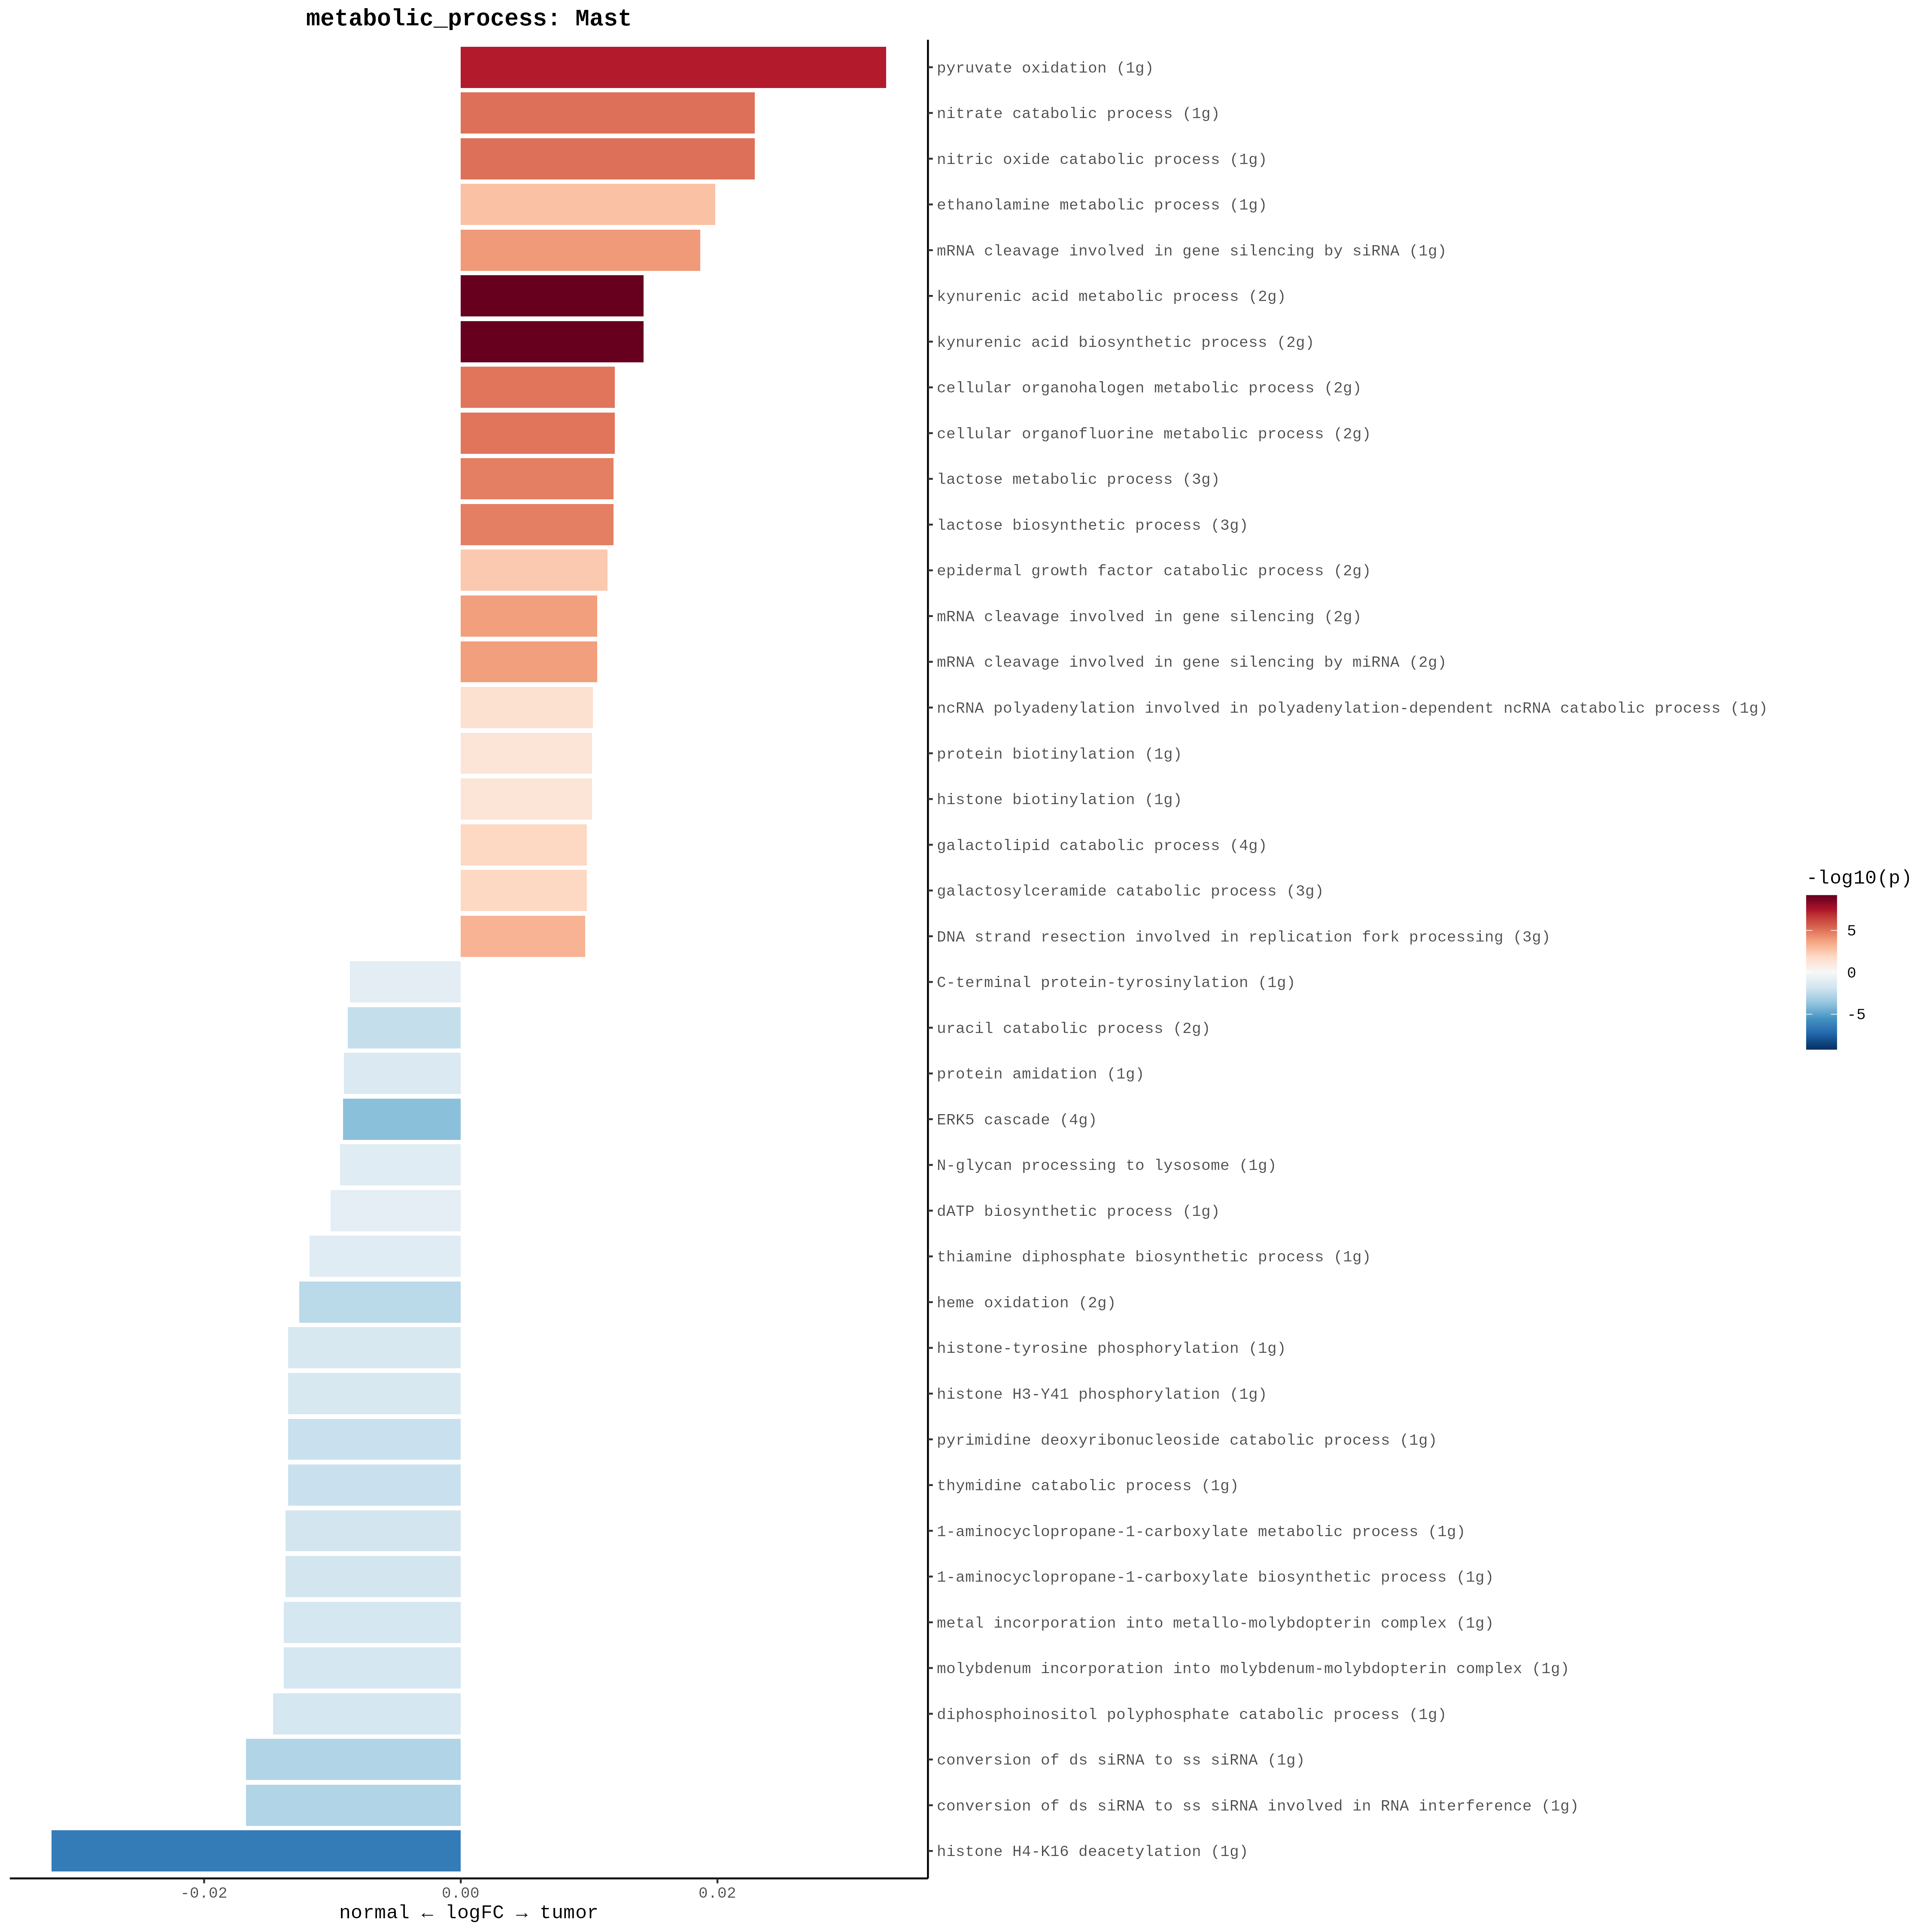 metabolic_process: Mast
pyruvate oxidation (1g)
nitrate catabolic process (1g)
nitric oxide catabolic process (1g)
ethanolamine metabolic process (1g)
mRNA cleavage involved in gene silencing by siRNA (1g)
kynurenic acid metabolic process (2g)
kynurenic acid biosynthetic process (2g)
cellular organohalogen metabolic process (2g)
cellular organofluorine metabolic process (2g)
lactose metabolic process (3g)
lactose biosynthetic process (3g)
epidermal growth factor catabolic process (2g)
mRNA cleavage involved in gene silencing (2g)
mRNA cleavage involved in gene silencing by miRNA (2g)
ncRNA polyadenylation involved in polyadenylation-dependent ncRNA catabolic process (1g)
protein biotinylation (1g)
histone biotinylation (1g)
galactolipid catabolic process (4g)
galactosylceramide catabolic process (3g)
DNA strand resection involved in replication fork processing (3g)
C-terminal protein-tyrosinylation (1g)
uracil catabolic process (2g)
protein amidation (1g)
ERK5 cascade (4g)
N-glycan processing to lysosome (1g)
dATP biosynthetic process (1g)
thiamine diphosphate biosynthetic process (1g)
heme oxidation (2g)
histone-tyrosine phosphorylation (1g)
histone H3-Y41 phosphorylation (1g)
pyrimidine deoxyribonucleoside catabolic process (1g)
thymidine catabolic process (1g)
1-aminocyclopropane-1-carboxylate metabolic process (1g)
1-aminocyclopropane-1-carboxylate biosynthetic process (1g)
metal incorporation into metallo-molybdopterin complex (1g)
molybdenum incorporation into molybdenum-molybdopterin complex (1g)
diphosphoinositol polyphosphate catabolic process (1g)
conversion of ds siRNA to ss siRNA (1g)
conversion of ds siRNA to ss siRNA involved in RNA interference (1g)
histone H4-K16 deacetylation (1g)
-log10(p)
5
0
-5
-0.02 0.00 0.02
normal ← logFC → tumor